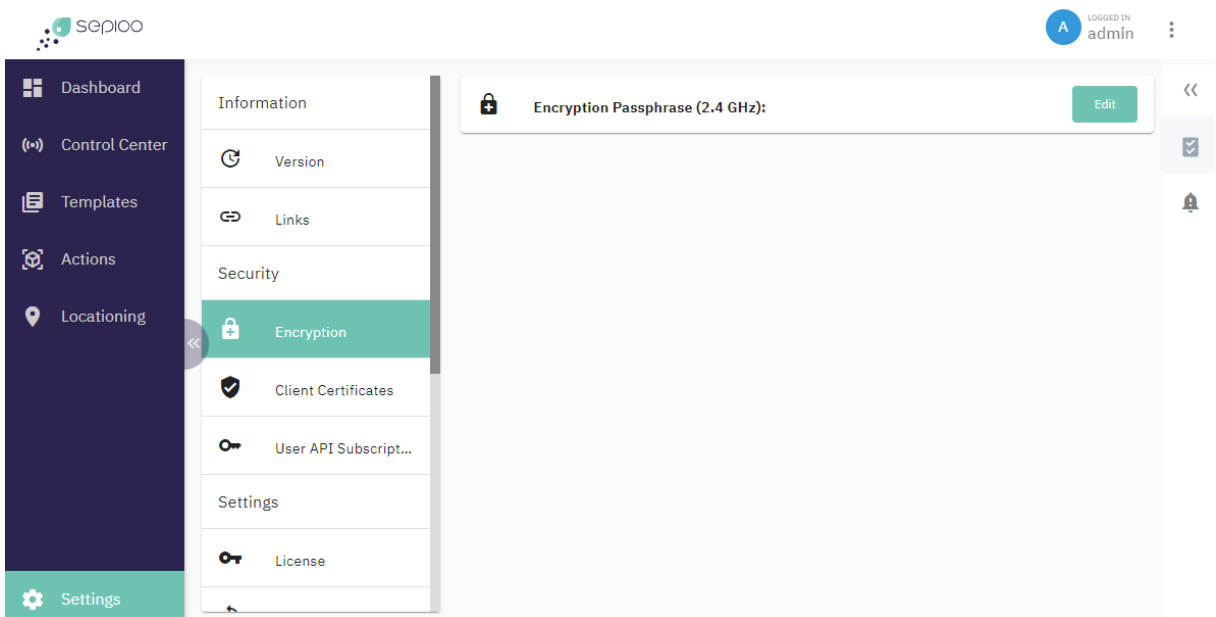 sepioo
LOGGED IN
A admin
Dashboard
Control Center
Templates
Actions
Locationing
Settings
Information
Version
Links
Security
Encryption
Client Certificates
User API Subscript...
Settings
License
Encryption Passphrase (2.4 GHz):
Edit